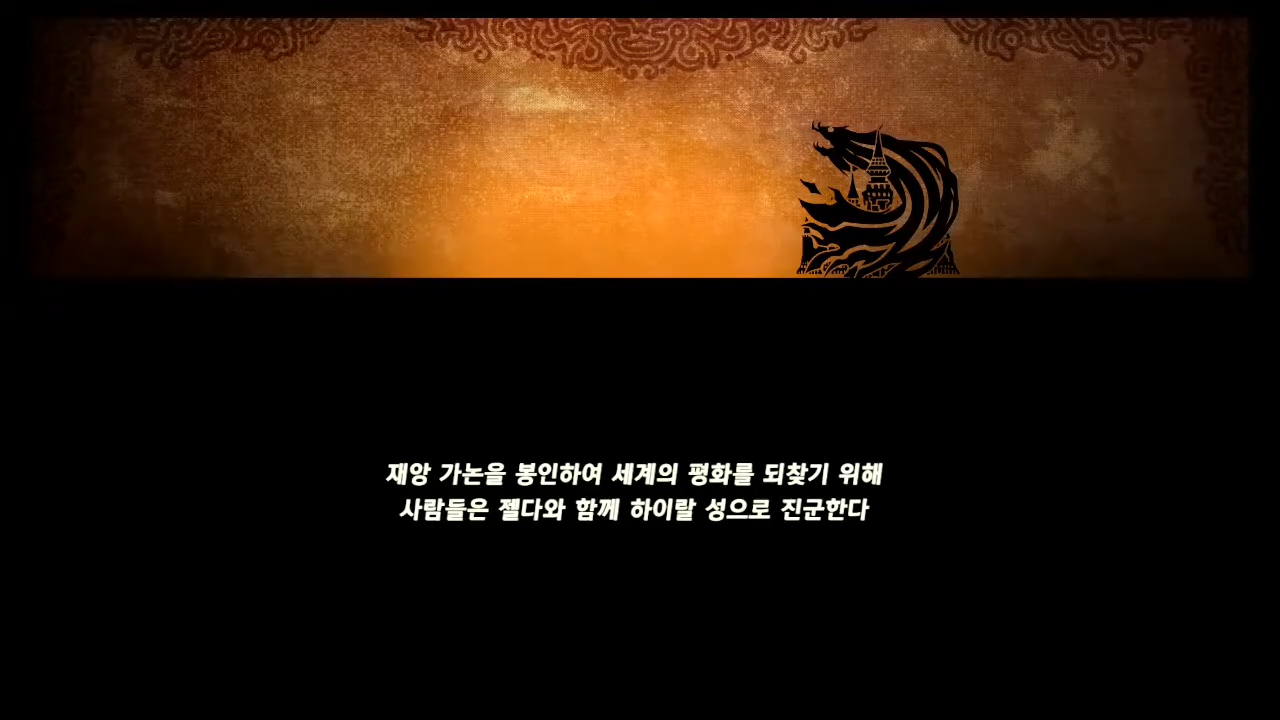 재앙 가논을 봉인하여 세계의 평화를 되찾기 위해
사람들은 젤다와 함께 하이랄 성으로 진군한다